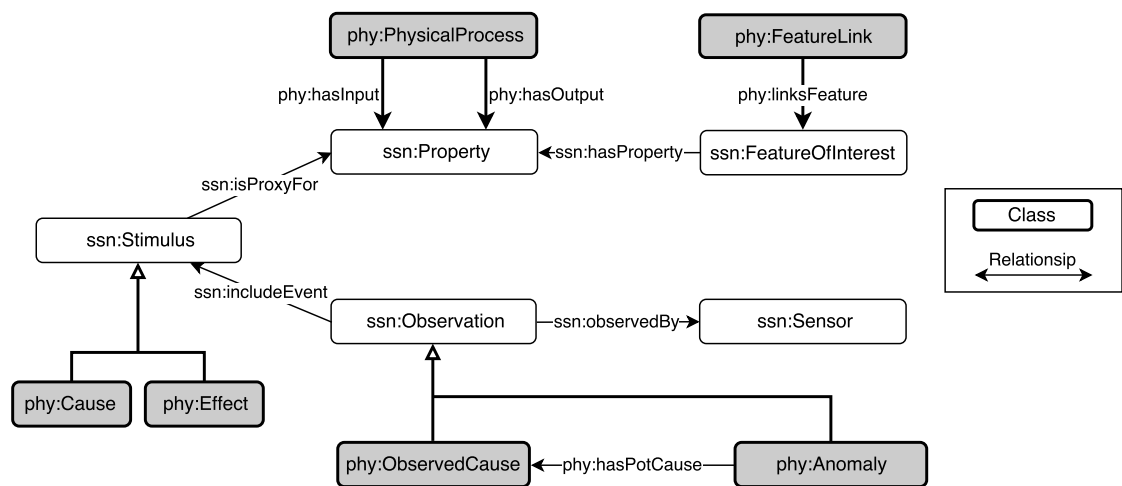 phy:PhysicalProcess
phy:FeatureLink
phy:hasInput
phy:hasOutput
phy:linksFeature
ssn:Property
ssn:hasProperty
ssn:FeatureOfInterest
ssn:isProxyFor
Class
ssn:Stimulus
Relationsip
ssn:includeEvent
ssn:Observation
ssn:observedBy
ssn:Sensor
phy:Cause
phy:Effect
phy:ObservedCause
phy:hasPotCause
phy:Anomaly